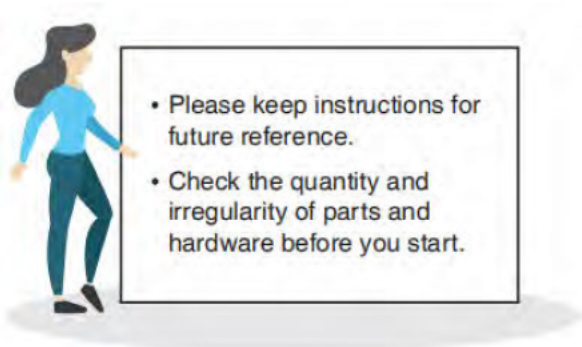 • Please keep instructions for
future reference.
• Check the quantity and
irregularity of parts and
hardware before you start.